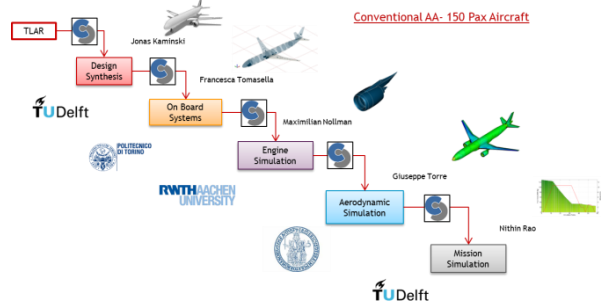 Conventional AA- 150 Pax Aircraft
TLAR
Jonas Kaminski
Design
Synthesis
Francesca Tomasella
TUDelft
On Board
Systems
Maximilian Nollman
POLITECNICO
DI TORINO
Engine
Simulation
Giuseppe Torre
RWTHAACHEN
UNIVERSITY
Aerodynamic
Simulation
Nithin Rao
Mission
Simulation
TUDelft